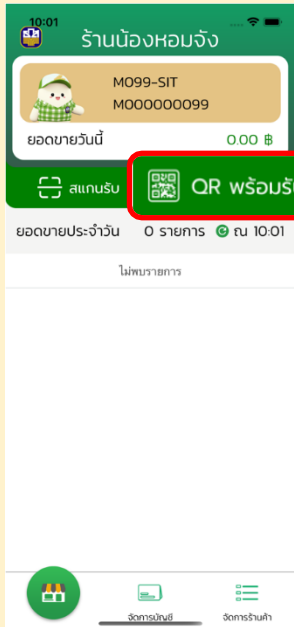 10:01
ร้านน้องหอมจัง
M099-SIT
M000000099
ยอดขายวันนี้ 0.00 ฿
สแกนรับ QR พร้อมรั
ยอดขายประจำวัน 0 รายการ ณ 10:01
ไม่พบรายการ
จัดการบัญชี จัดการร้านค้า